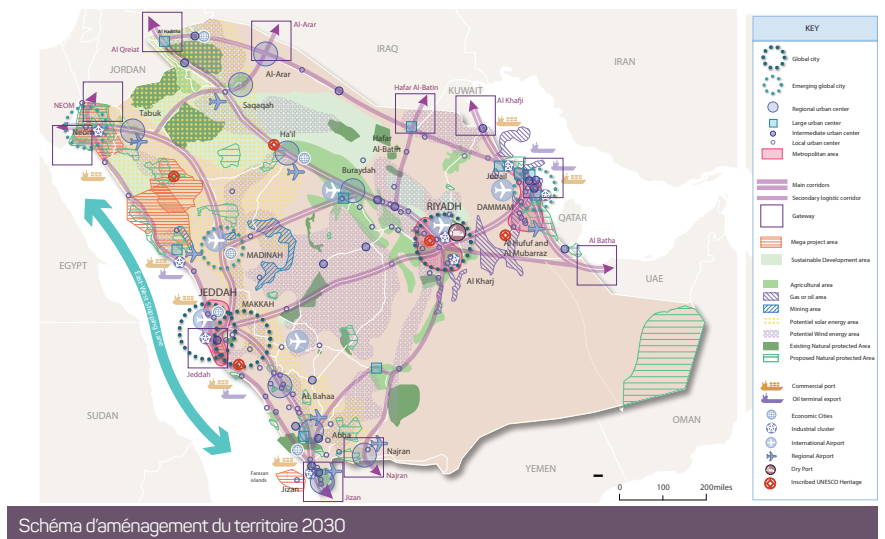 Al-Arar
Al Haditha
Al Qreiat
IRAQ
IRAN
JORDAN
Al-Arar
Hafar Al-Batin
KUWAIT
Al Khafji
NEOM
Tabuk
Saqaqah
Neom
Ha'il
Hafar
Al-Batin
Buraydah
Jubail
RIYADH
DAMMAM
QATAR
EGYPT
MADINAH
Al Hufuf and
Al Mubarraz
Al Batha
UAE
Al Kharj
East-West Shipping Lane
JEDDAH
MAKKAH
Jeddah
SUDAN
AL Bahaa
OMAN
Abha
Najran
YEMEN
Farasan
islands
Jizan
Najran
Jizan
0 100 200miles
KEY
Global city
Emerging global city
Regional urban center
Large urban center
Intermediate urban center
Local urban center
Metropolitan area
Main corridors
Secondary logistic corridor
Gateway
Mega project area
Sustainable Development area
Agricultural area
Gas or oil area
Mining area
Potentiel solar energy area
Potentiel Wind energy area
Existing Natural protected Area
Proposed Natural protected Area
Commercial port
Oil terminal export
Economic Cities
Industrial cluster
International Airport
Regional Airport
Dry Port
Inscribed UNESCO Heritage
Schéma d'aménagement du territoire 2030